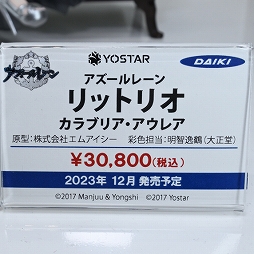 アズールレーン
YOSTAR
DAIKI
アズールレーン
リットリオ
カラブリア・アウレア
原型：株式会社エムアイシー 彩色担当：明智逸鶴（大正堂）
￥30,800（税込）
2023年 12月 発売予定
©2017 Manjuu & Yongshi ©2017 Yostar